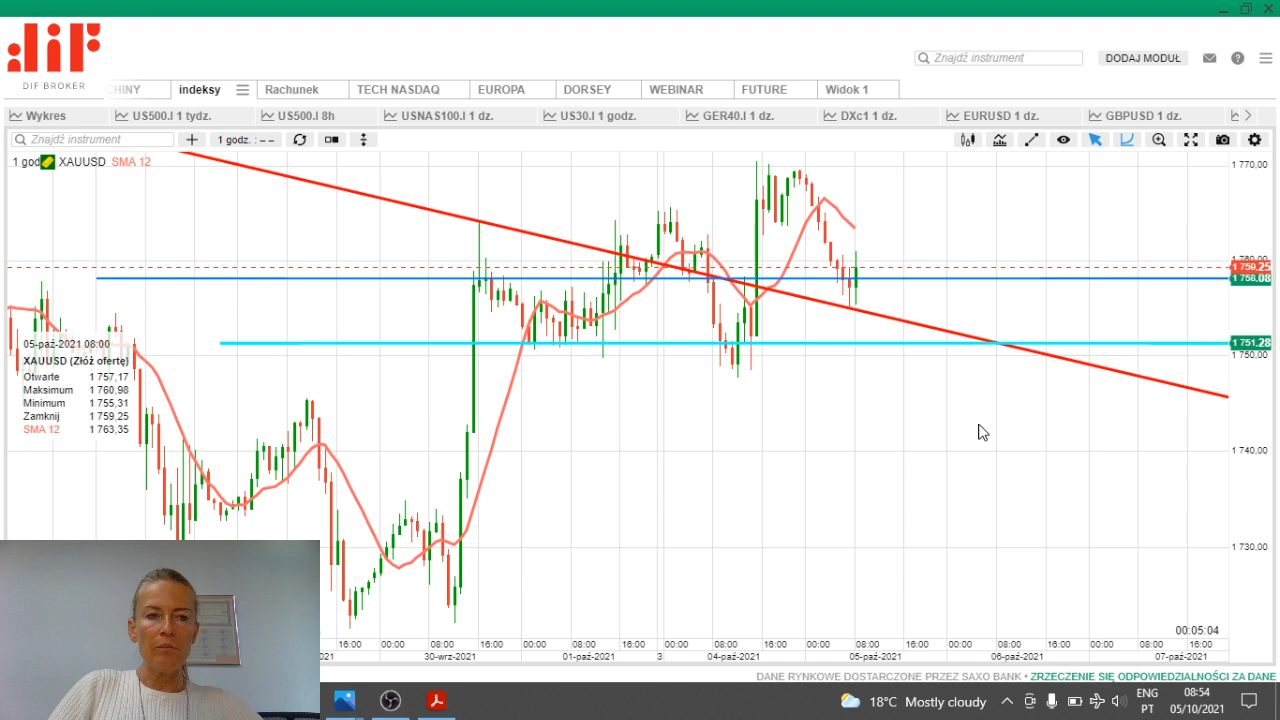 DIF BROKER
Znajdź instrument
DODAJ MODUŁ
HINY
indeksy
Rachunek
TECH NASDAQ
EUROPA
DORSEY
WEBINAR
FUTURE
Widok 1
Wykres
US500.I 1 tydz.
US500.I 8h
USNAS100.I 1 dz.
US30.I 1 godz.
GER40.I 1 dz.
DXc1 1 dz.
EURUSD 1 dz.
GBPUSD 1 dz.
Znajdź instrument
1 godz. : – –
1 god XAUUSD SMA 12
1 770,00
1 760,00
1 759,25
1 758,08
1 751,28
1 750,00
1 740,00
1 730,00
05-paź-2021 08:00
XAUUSD (Złóż ofertę)
Otwarte 1 757,17
Maksimum 1 760,98
Minimum 1 755,31
Zamknij 1 759,25
SMA 12 1 763,35
00:05:04
16:00 00:00 08:00 16:00 00:00 08:00 16:00 00:00 08:00 16:00 00:00 08:00 16:00 00:00 08:00 16:00 00:00 08:00 16:00
021 30-wrz-2021 01-paź-2021 3 04-paź-2021 05-paź-2021 06-paź-2021 07-paź-2021
DANE RYNKOWE DOSTARCZONE PRZEZ SAXO BANK • ZRZECZENIE SIĘ ODPOWIEDZIALNOŚCI ZA DANE
18°C Mostly cloudy
ENG
PT
08:54
05/10/2021